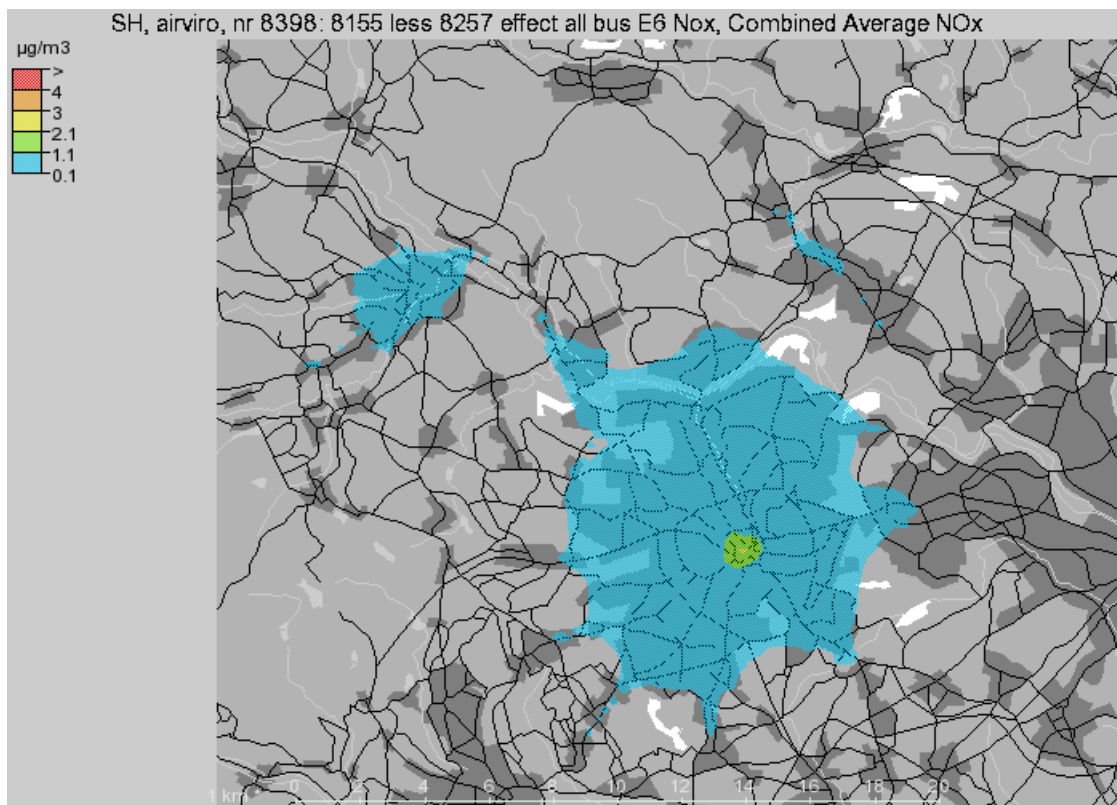 SH, airviro, nr 8398: 8155 less 8257 effect all bus E6 Nox, Combined Average NOx
µg/m3
>
4
3
2.1
1.1
0.1
1 km * 0 2 4 6 8 10 12 14 16 18 20